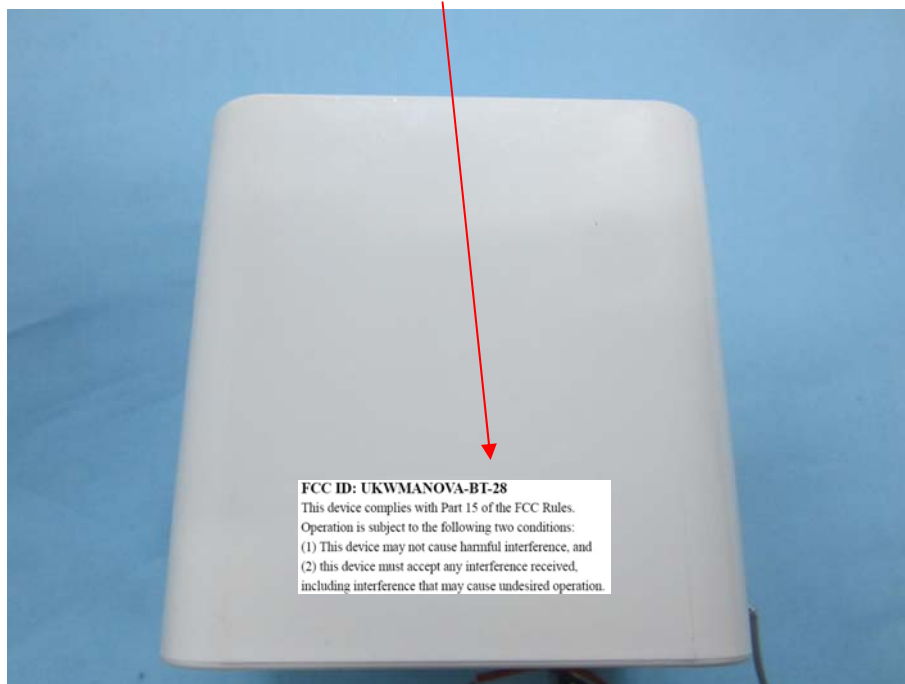 FCC ID: UKWMANOVA-BT-28
This device complies with Part 15 of the FCC Rules.
Operation is subject to the following two conditions:
(1) This device may not cause harmful interference, and
(2) this device must accept any interference received,
including interference that may cause undesired operation.